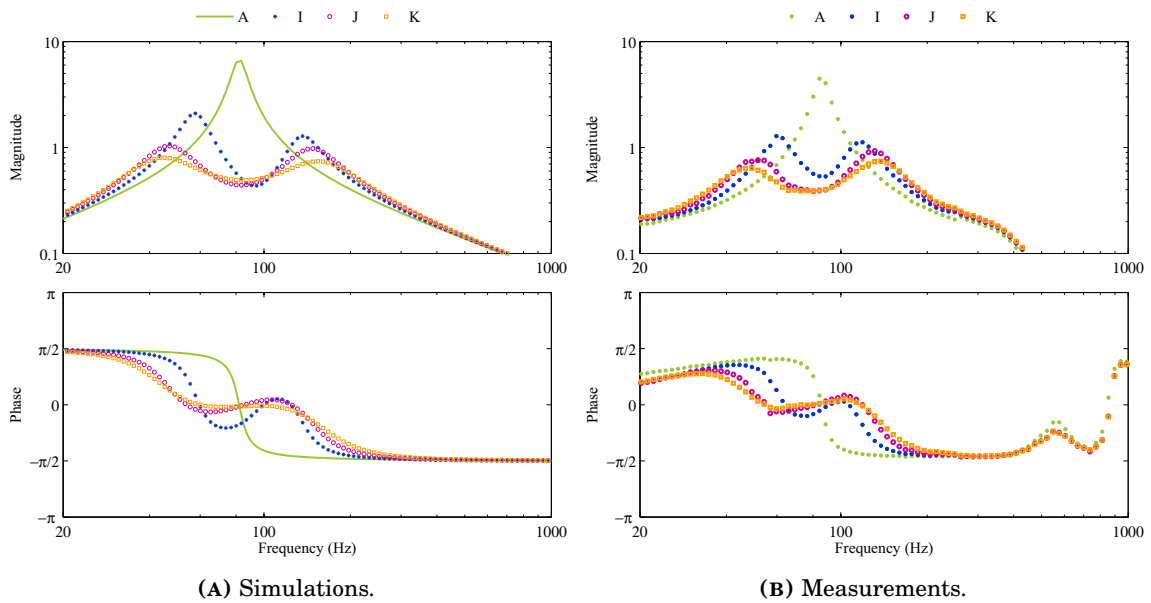 A I J K
10
1
0.1
Magnitude
20 100 1000
π
π/2
0
−π/2
−π
Phase
20 100 1000
Frequency (Hz)
(A) Simulations.
A I J K
10
1
0.1
Magnitude
20 100 1000
π
π/2
0
−π/2
−π
Phase
20 100 1000
Frequency (Hz)
(B) Measurements.